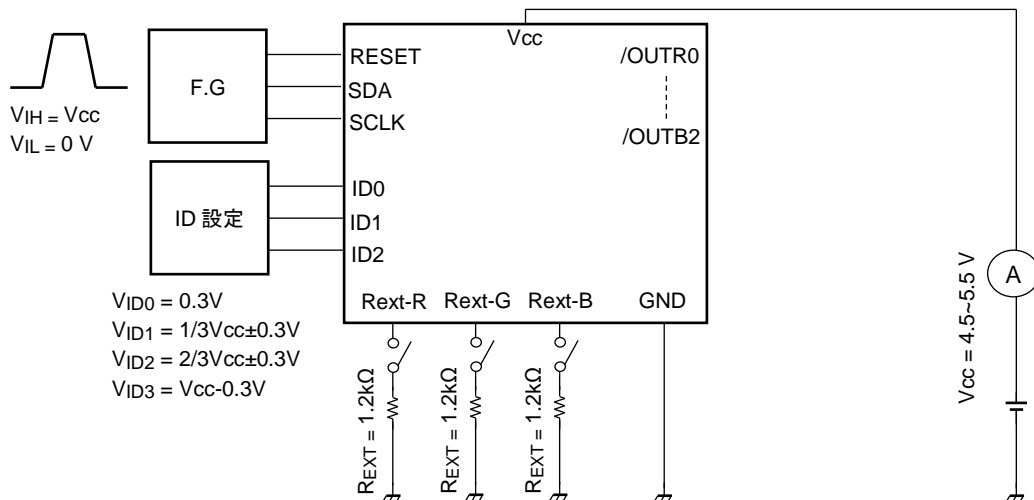 Vcc
RESET
SDA
SCLK
/OUTR0
/OUTB2
F.G
VIH = Vcc
VIL = 0 V
ID 設定
ID0
ID1
ID2
Rext-R
Rext-G
Rext-B
GND
VID0 = 0.3V
VID1 = 1/3Vcc±0.3V
VID2 = 2/3Vcc±0.3V
VID3 = Vcc-0.3V
REXT = 1.2kΩ
REXT = 1.2kΩ
REXT = 1.2kΩ
A
Vcc = 4.5~5.5 V